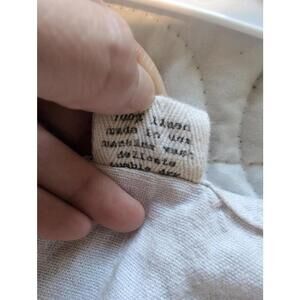 100% linen
made in usa
machine wash
delicate
tumble dry